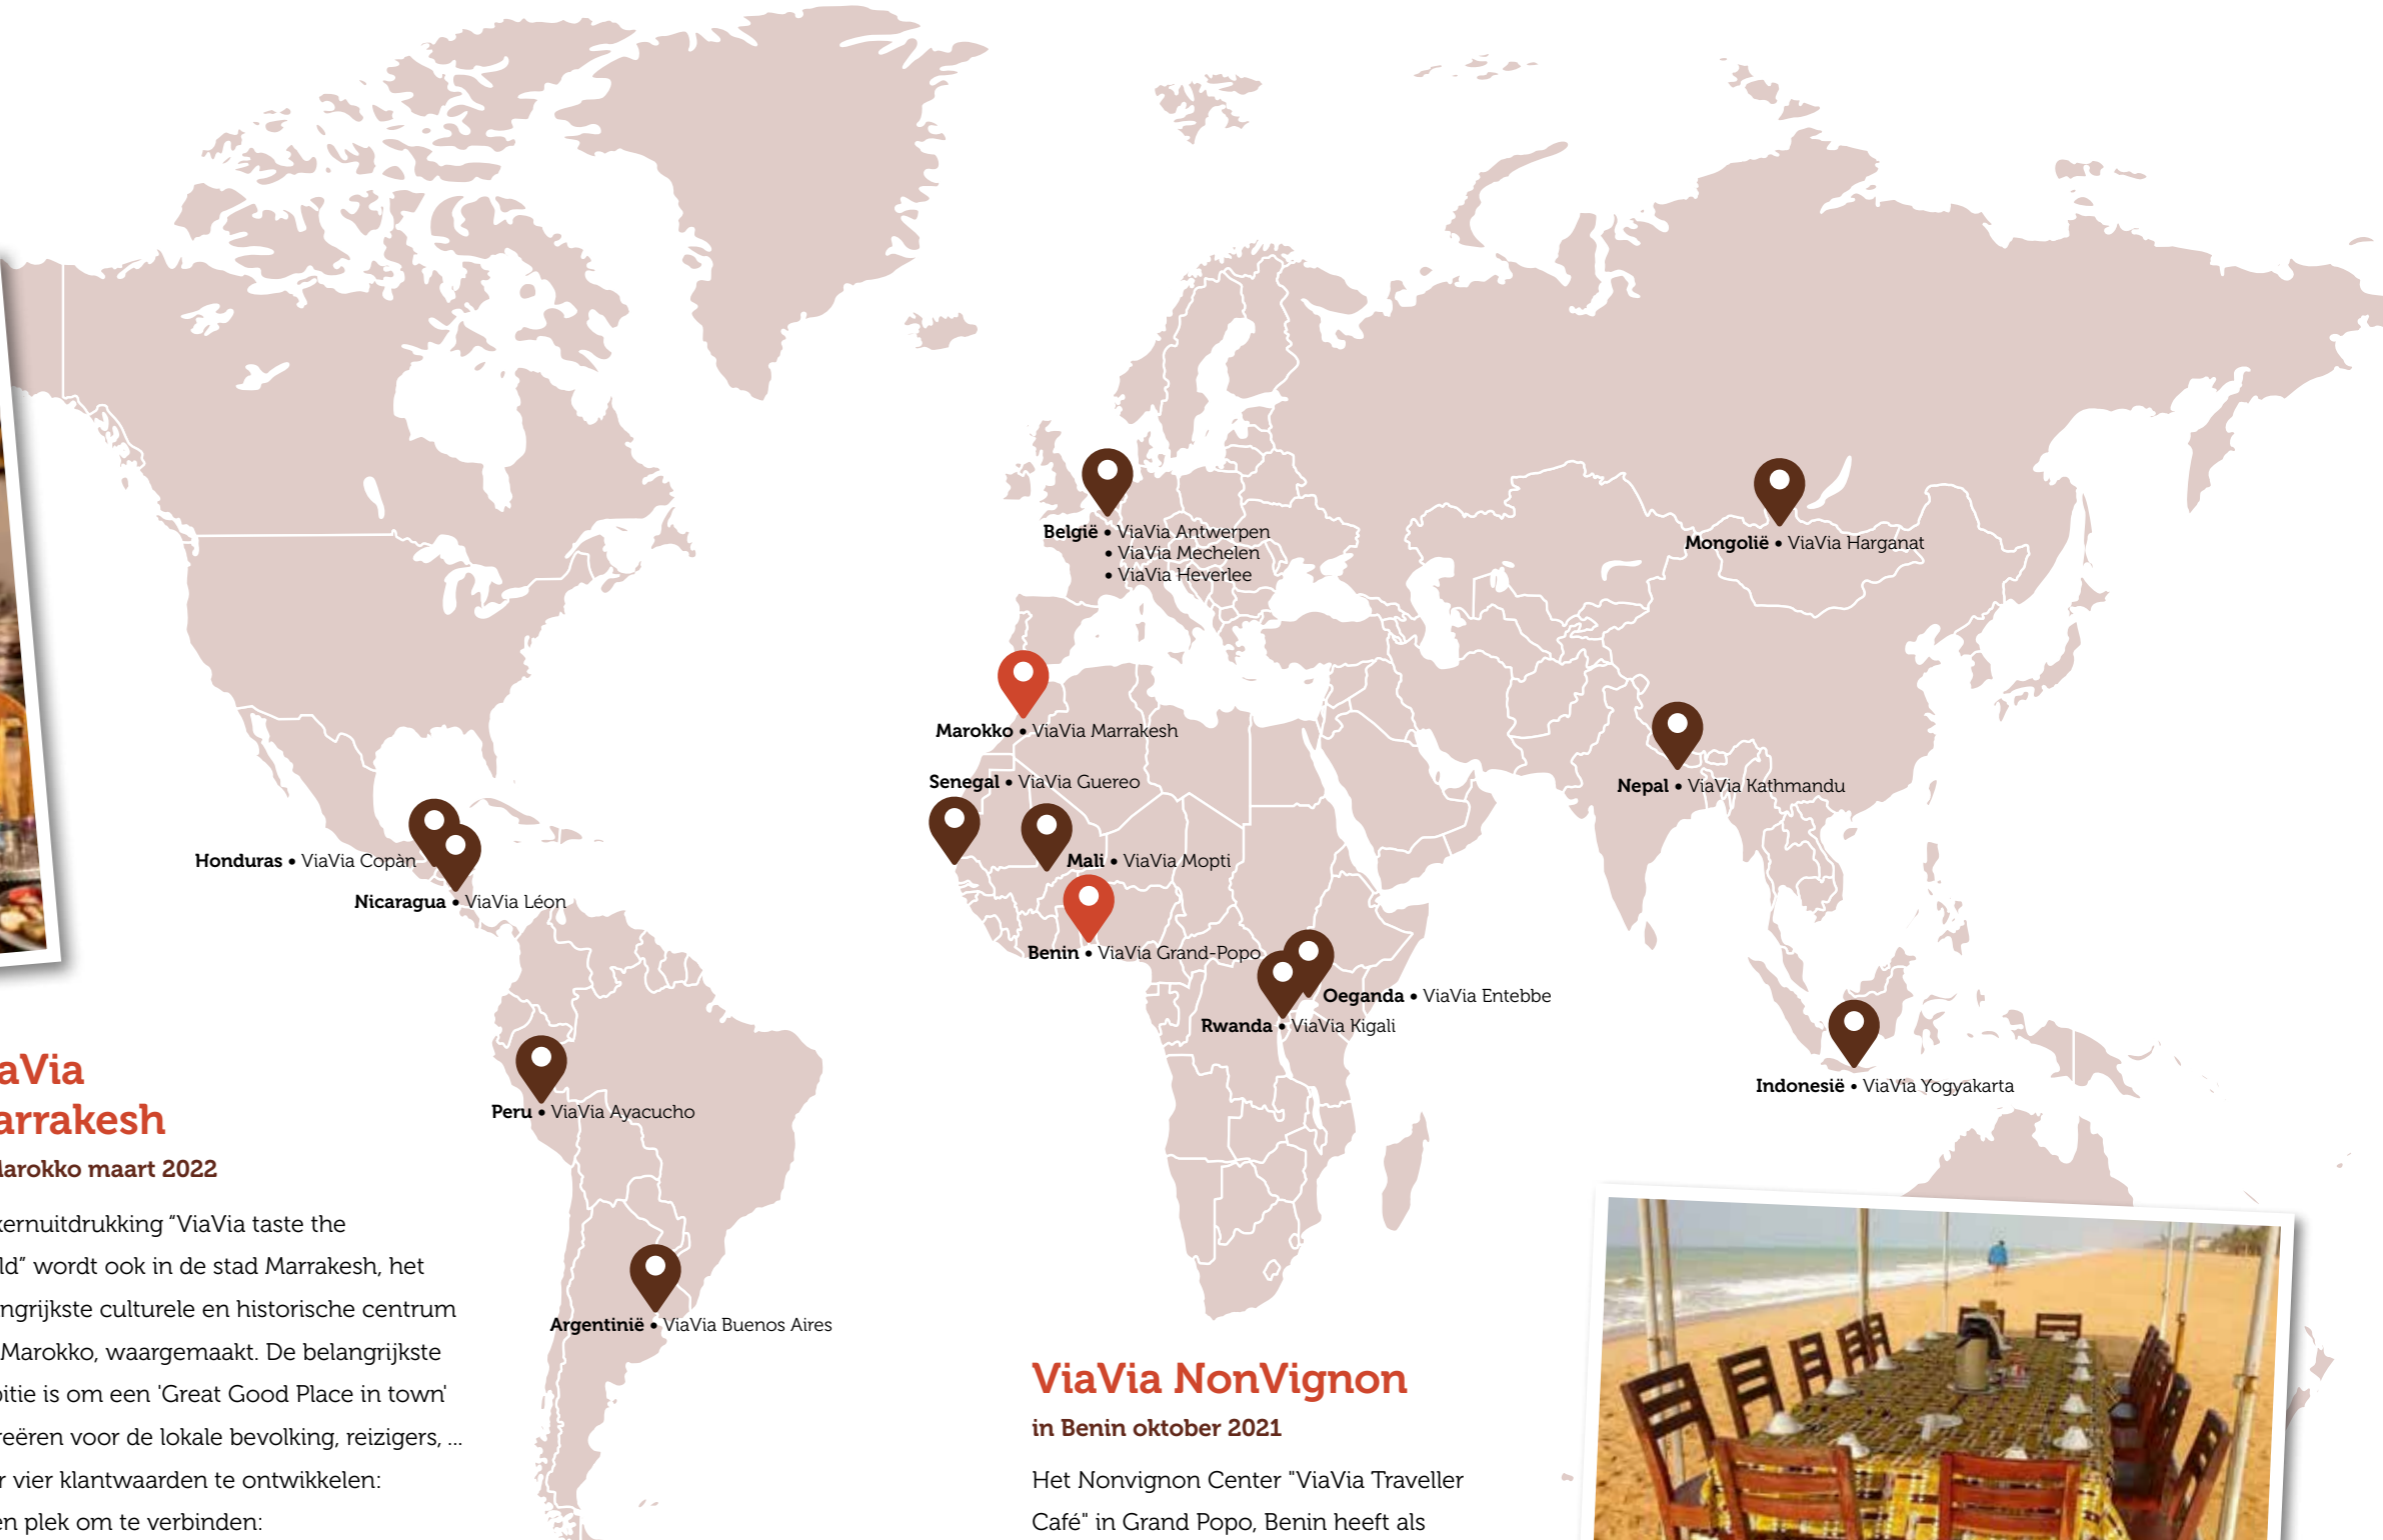 België • ViaVia Antwerpen
• ViaVia Mechelen
• ViaVia Heverlee
Mongolië • ViaVia Harganat
Marokko • ViaVia Marrakesh
Senegal • ViaVia Guereo
Nepal • ViaVia Kathmandu
Honduras • ViaVia Copàn
Mali • ViaVia Mopti
Nicaragua • ViaVia Léon
Benin • ViaVia Grand-Popo
Oeganda • ViaVia Entebbe
Rwanda • ViaVia Kigali
Indonesië • ViaVia Yogyakarta
Peru • ViaVia Ayacucho
Argentinië • ViaVia Buenos Aires
aVia
arrakesh
arokko maart 2022
kernuitdrukking “ViaVia taste the
ld” wordt ook in de stad Marrakesh, het
ngrijkste culturele en historische centrum
Marokko, waargemaakt. De belangrijkste
bitie is om een 'Great Good Place in town'
reëren voor de lokale bevolking, reizigers, ...
r vier klantwaarden te ontwikkelen:
en plek om te verbinden:
ViaVia NonVignon
in Benin oktober 2021
Het Nonvignon Center "ViaVia Traveller
Café" in Grand Popo, Benin heeft als